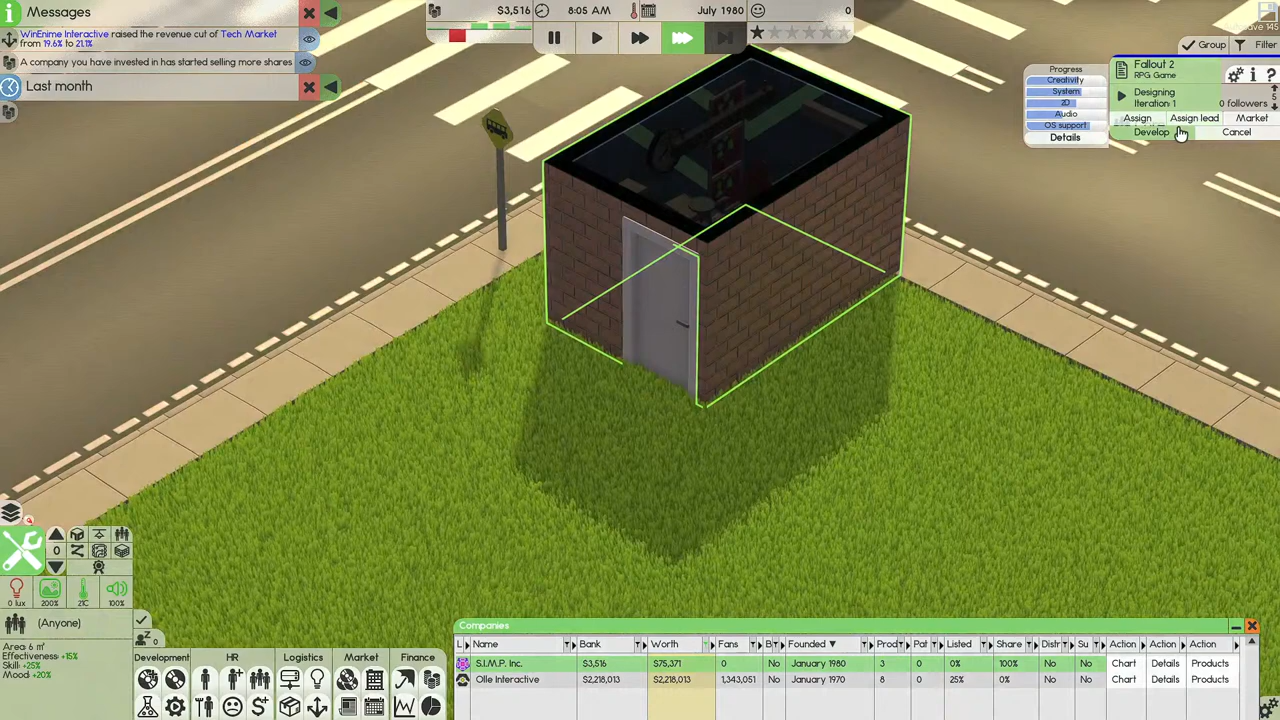 Messages
WinEnime Interactive raised the revenue cut of Tech Market
from 19.6% to 21.1%
A company you have invested in has started selling more shares
Last month
$3,516
8:05 AM
July 1980
0
Autosave 145
Group
Filter
Progress
Creativity
System
2D
Audio
OS support
Details
Fallout 2
RPG Game
Designing
Iteration: 1
0 followers
Assign
Assign lead
Market
Develop
Cancel
0
0 lux
200%
21C
100%
(Anyone)
0
Area: 6 m²
Effectiveness: +15%
Skill: +25%
Mood: +20%
Development
HR
Logistics
Market
Finance
Companies
L Name Bank Worth Fans B Founded ▼ Prod Pat Listed Share Distr Su Action Action Action
S.I.M.P. Inc. $3,516 $75,371 0 No January 1980 3 0 0% 100% No No Chart Details Products
Olle Interactive $2,218,013 $2,218,013 1,343,051 No January 1970 8 0 25% 0% No No Chart Details Products